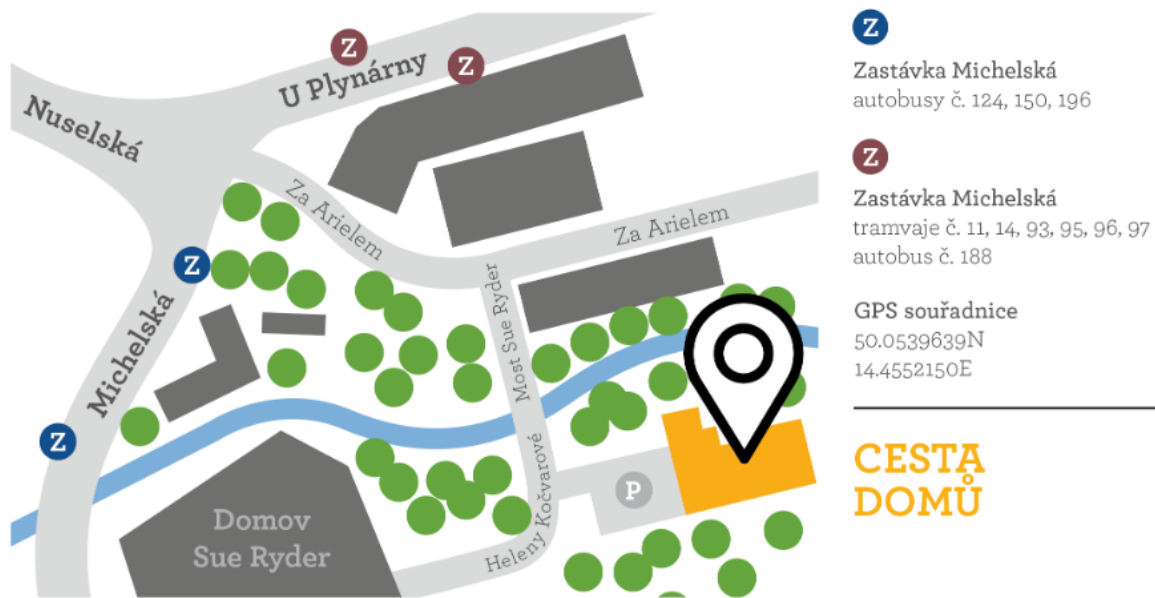 Z
Z
U Plynárny
Nuselská
Za Arielem
Za Arielem
Z
Most Sue Ryder
Michelská
Z
P
Heleny Kočvarové
Domov
Sue Ryder
Z
Zastávka Michelská
autobusy č. 124, 150, 196
Z
Zastávka Michelská
tramvaje č. 11, 14, 93, 95, 96, 97
autobus č. 188
GPS souřadnice
50.0539639N
14.4552150E
CESTA
DOMŮ